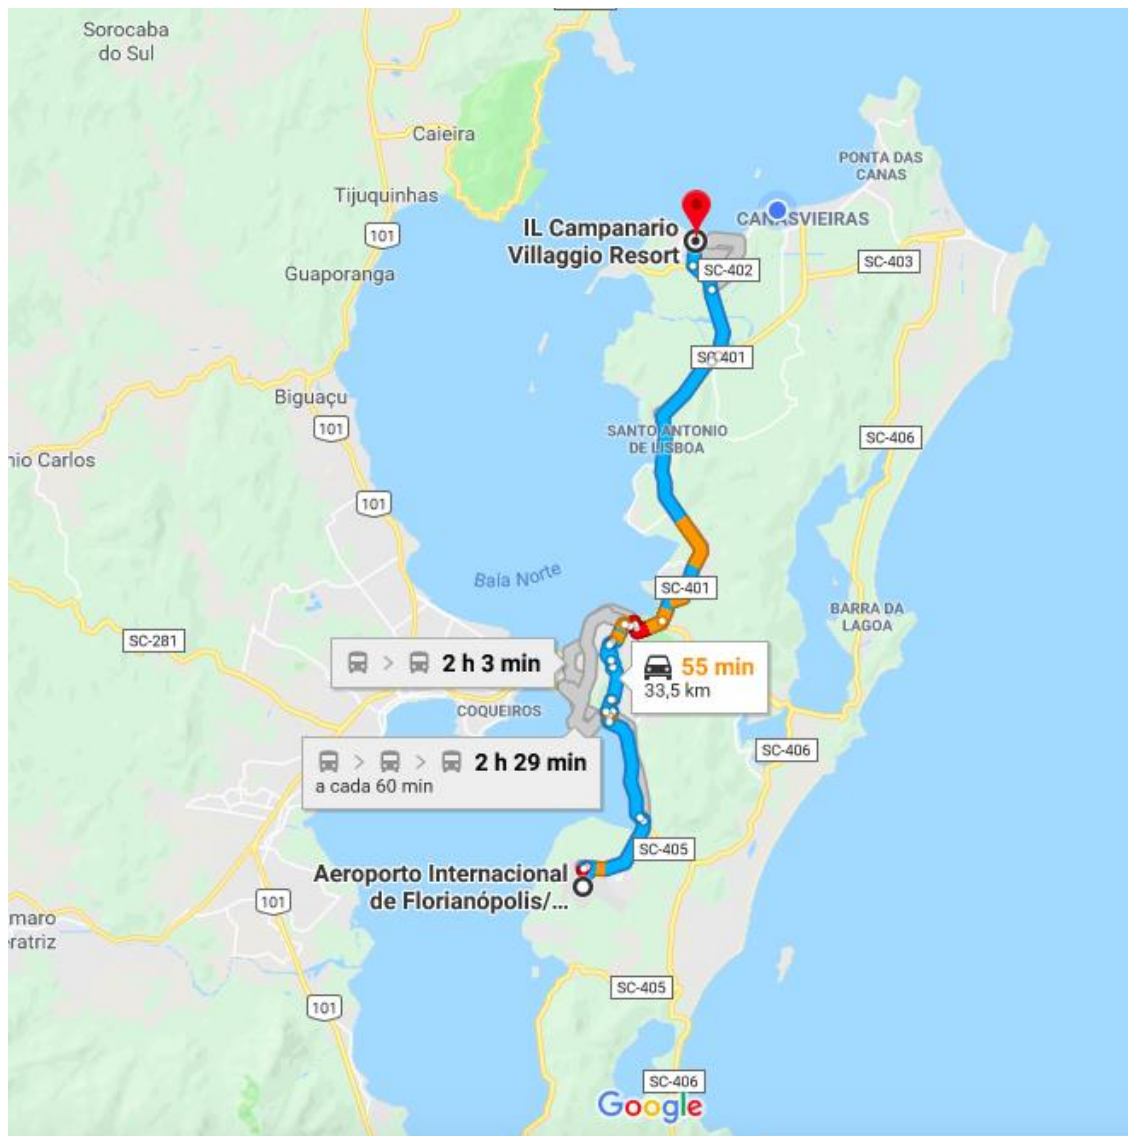 Sorocaba
do Sul
Caieira
PONTA DAS
CANAS
Tijuquinhas
101
IL Campanario
Villaggio Resort
CANASVIEIRAS
SC-402
SC-403
Guaporanga
SC-401
Biguaçu
101
SANTO ANTONIO
DE LISBOA
SC-406
nio Carlos
101
Baía Norte
SC-401
BARRA DA
LAGOA
SC-281
2 h 3 min
55 min
33,5 km
COQUEIROS
SC-406
2 h 29 min
a cada 60 min
SC-405
Aeroporto Internacional
de Florianópolis/...
101
maro
eratriz
SC-405
101
SC-406
Google